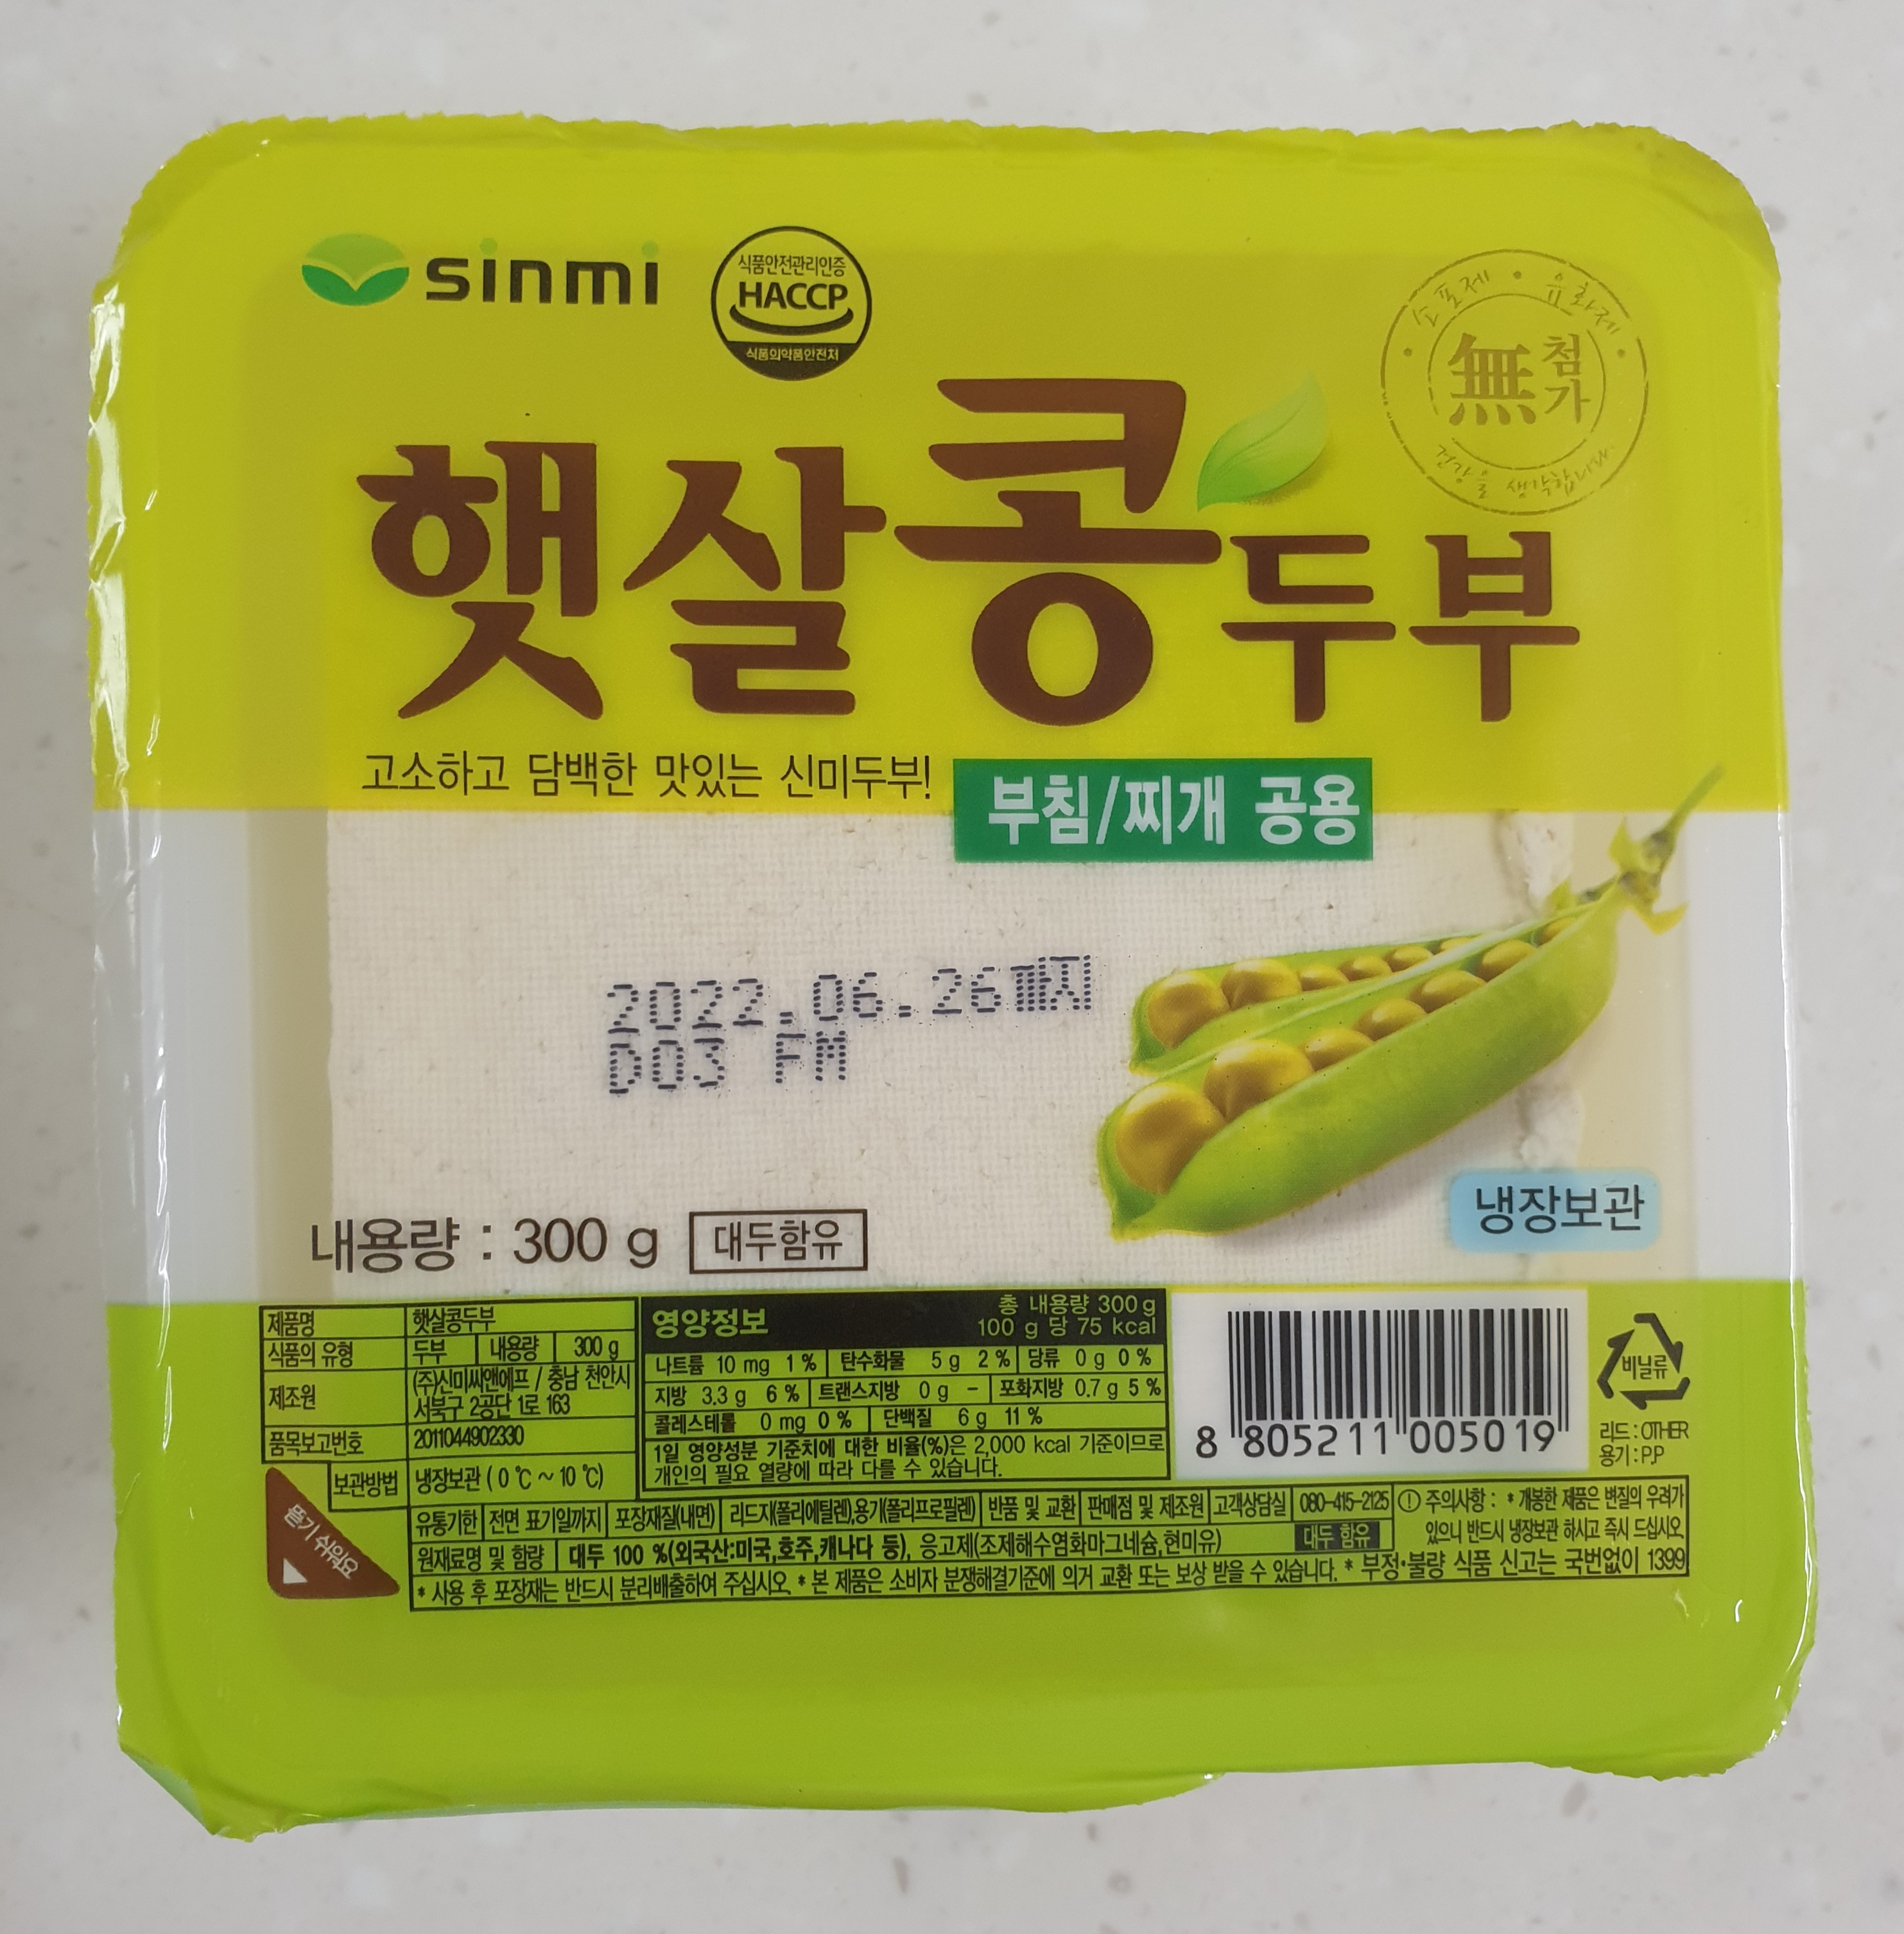 sinmi
식품안전관리인증
HACCP
식품의약품안전처
소포제 · 유화제
無첨가
건강을 생각합니다.
햇살콩두부
고소하고 담백한 맛있는 신미두부!
부침/찌개 공용
2022.06.26까지
D03 FM
냉장보관
내용량 : 300 g 대두함유
제품명 햇살콩두부
식품의 유형 두부 내용량 300 g
제조원 (주)신미씨앤에프 / 충남 천안시
서북구 2공단 1로 163
품목보고번호 2011044902330
보관방법 냉장보관 ( 0 ℃ ~ 10 ℃)
영양정보 총 내용량 300 g
100 g 당 75 kcal
나트륨 10 mg 1 % 탄수화물 5 g 2 % 당류 0 g 0 %
지방 3.3 g 6 % 트랜스지방 0 g - 포화지방 0.7 g 5 %
콜레스테롤 0 mg 0 % 단백질 6 g 11 %
1일 영양성분 기준치에 대한 비율(%)은 2,000 kcal 기준이므로
개인의 필요 열량에 따라 다를 수 있습니다.
8 805211 005019
비닐류
리드 : OTHER
용기 : P.P
뜯기 쉬워요
유통기한 전면 표기일까지 포장재질(내면) 리드지(폴리에틸렌),용기(폴리프로필렌) 반품 및 교환 판매점 및 제조원 고객상담실 080-415-2125
원재료명 및 함량 대두 100 %(외국산:미국,호주,캐나다 등), 응고제(조제해수염화마그네슘,현미유) 대두 함유
주의사항 : * 개봉한 제품은 변질의 우려가
있으니 반드시 냉장보관 하시고 즉시 드십시오
* 사용 후 포장재는 반드시 분리배출하여 주십시오 * 본 제품은 소비자 분쟁해결기준에 의거 교환 또는 보상 받을 수 있습니다. * 부정·불량 식품 신고는 국번없이 1399